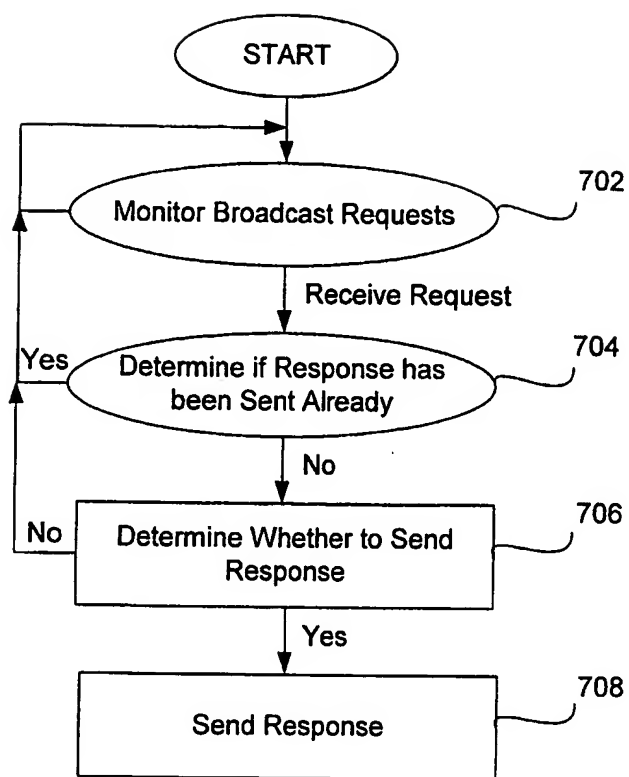 START
702
Monitor Broadcast Requests
Receive Request
704
Yes
Determine if Response has
been Sent Already
No
706
No
Determine Whether to Send
Response
Yes
708
Send Response